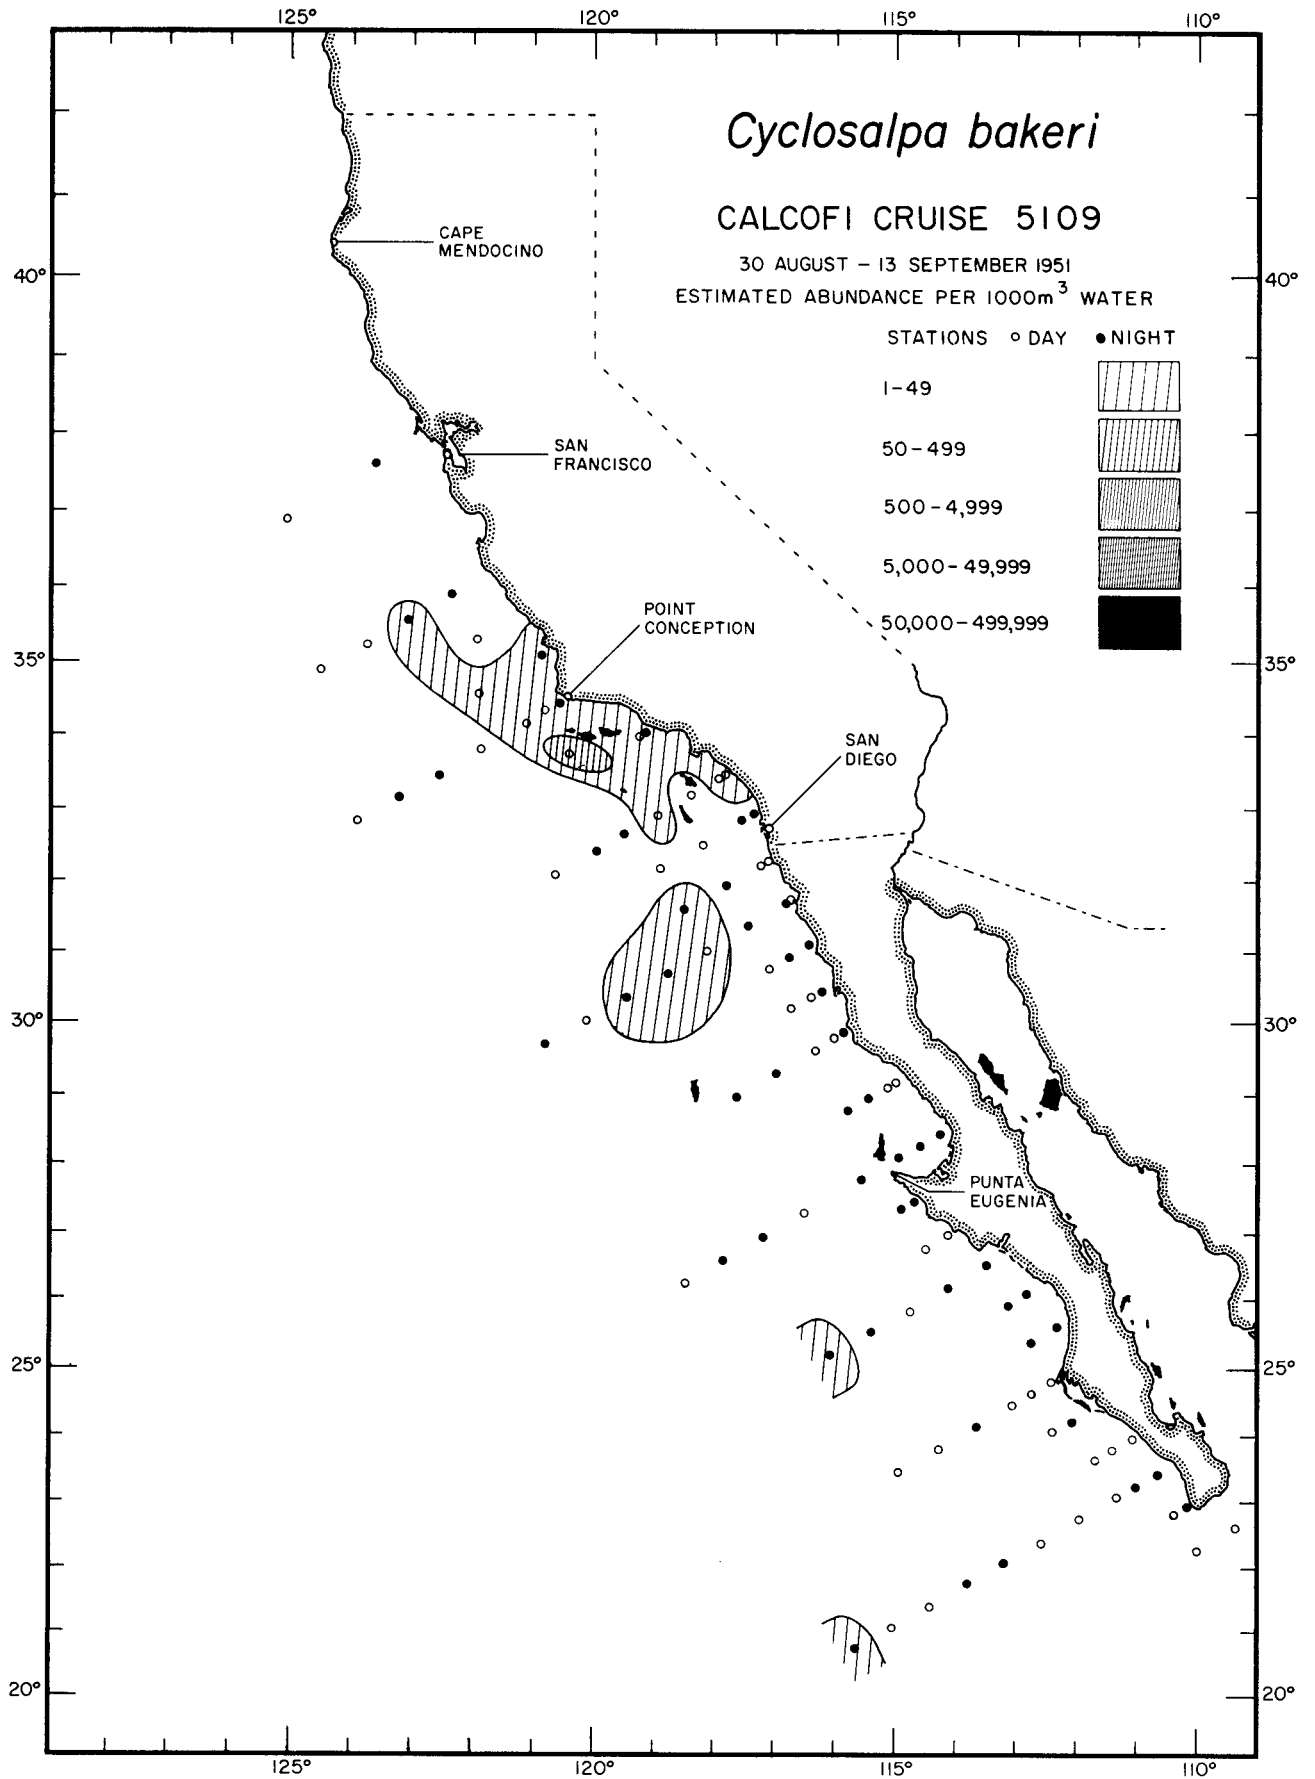 125° 120° 115° 110°
Cyclosalpa bakeri
CALCOFI CRUISE 5109
30 AUGUST – 13 SEPTEMBER 1951
ESTIMATED ABUNDANCE PER 1000m³ WATER
STATIONS ○ DAY ● NIGHT
1–49
50–499
500–4,999
5,000–49,999
50,000–499,999
CAPE
MENDOCINO
40° 40°
SAN
FRANCISCO
POINT
CONCEPTION
35° 35°
SAN
DIEGO
30° 30°
PUNTA
EUGENIA
25° 25°
20° 20°
125° 120° 115° 110°